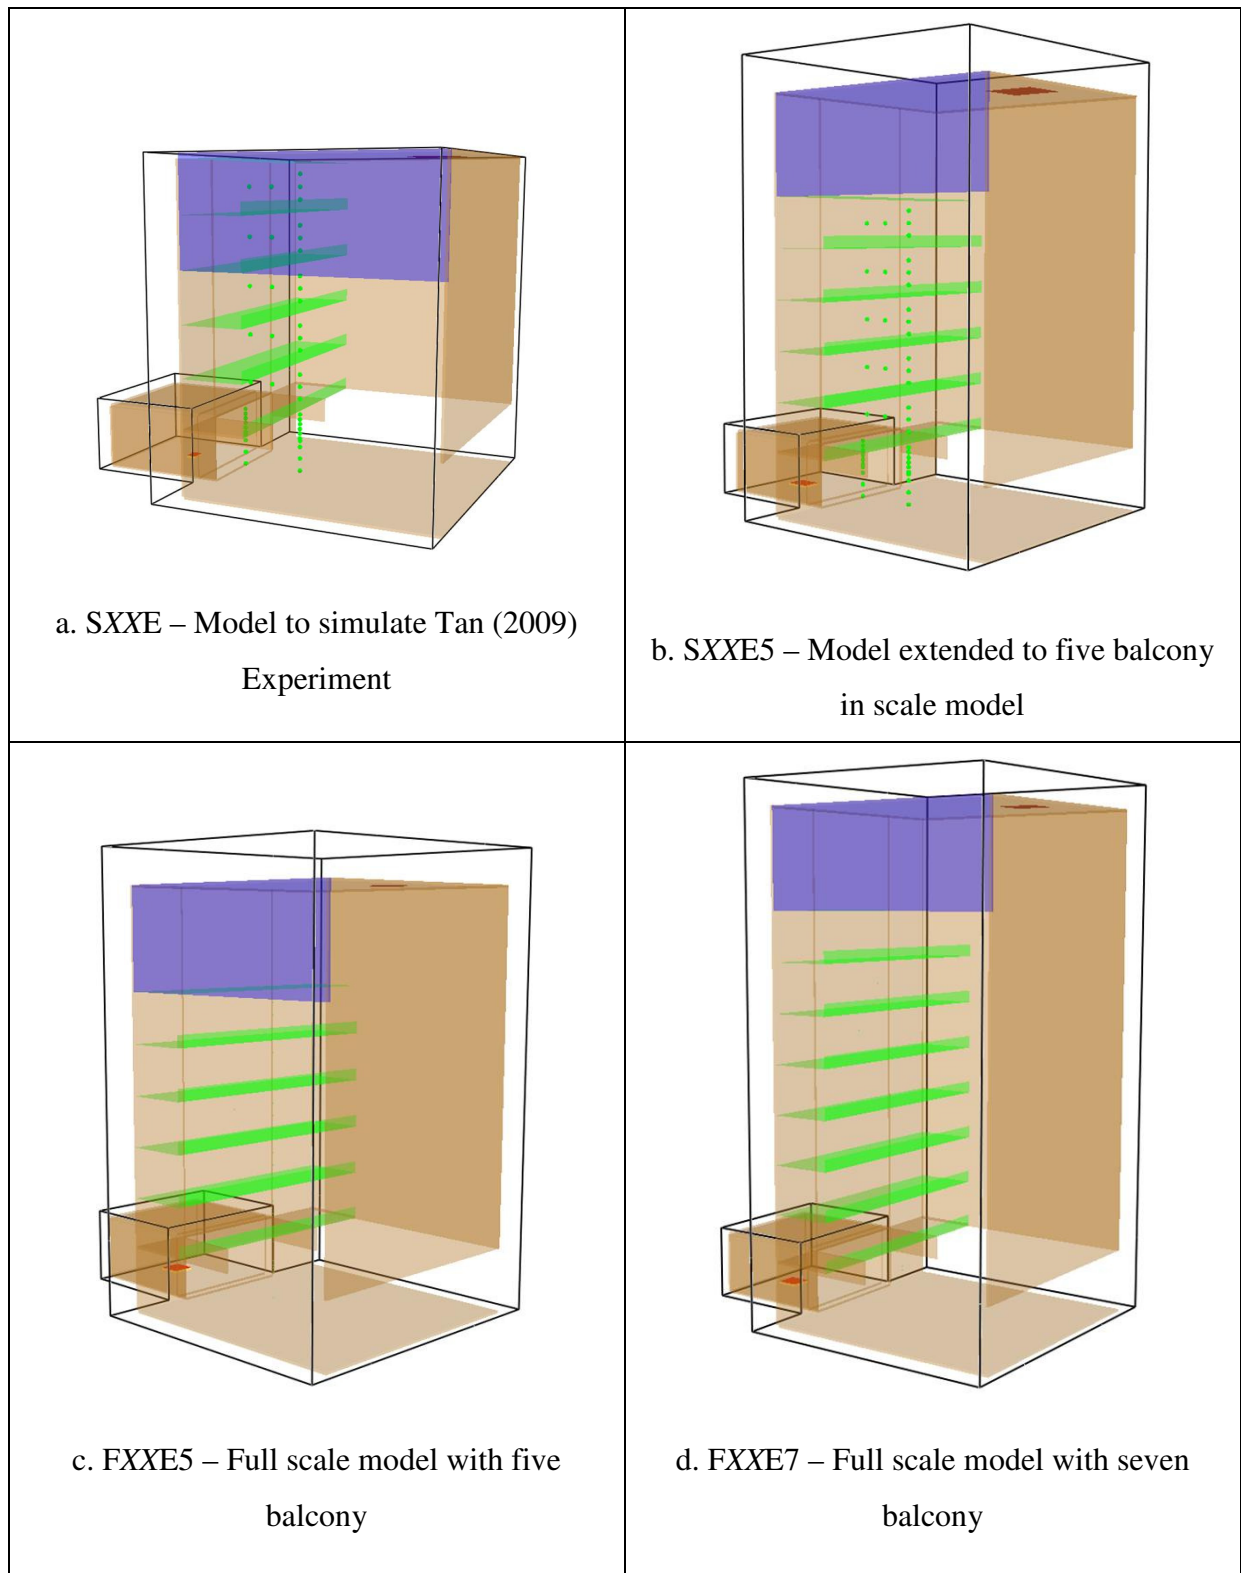 a. SXXE – Model to simulate Tan (2009)
Experiment
b. SXXE5 – Model extended to five balcony
in scale model
c. FXXE5 – Full scale model with five
balcony
d. FXXE7 – Full scale model with seven
balcony